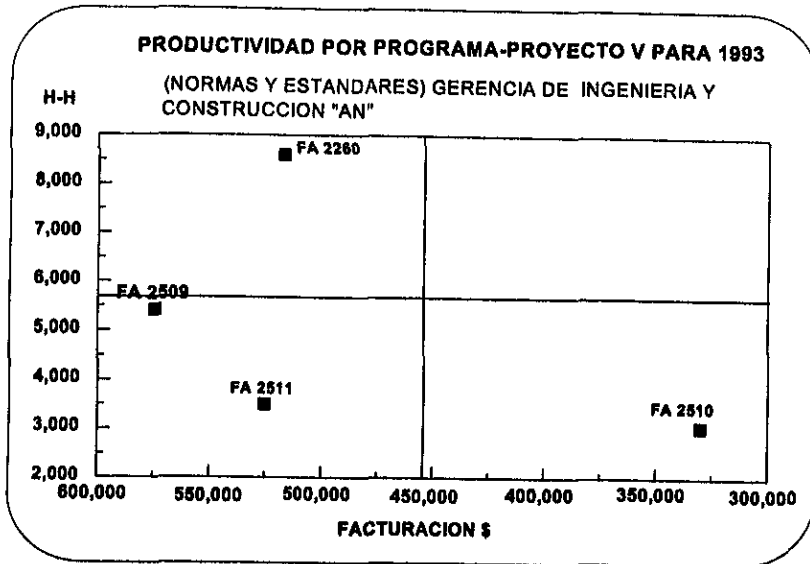 PRODUCTIVIDAD POR PROGRAMA-PROYECTO V PARA 1993
(NORMAS Y ESTANDARES) GERENCIA DE INGENIERIA Y
CONSTRUCCION "AN"
H-H
9,000
8,000
7,000
6,000
5,000
4,000
3,000
2,000
FA 2260
FA 2509
FA 2511
FA 2510
600,000 550,000 500,000 450,000 400,000 350,000 300,000
FACTURACION $